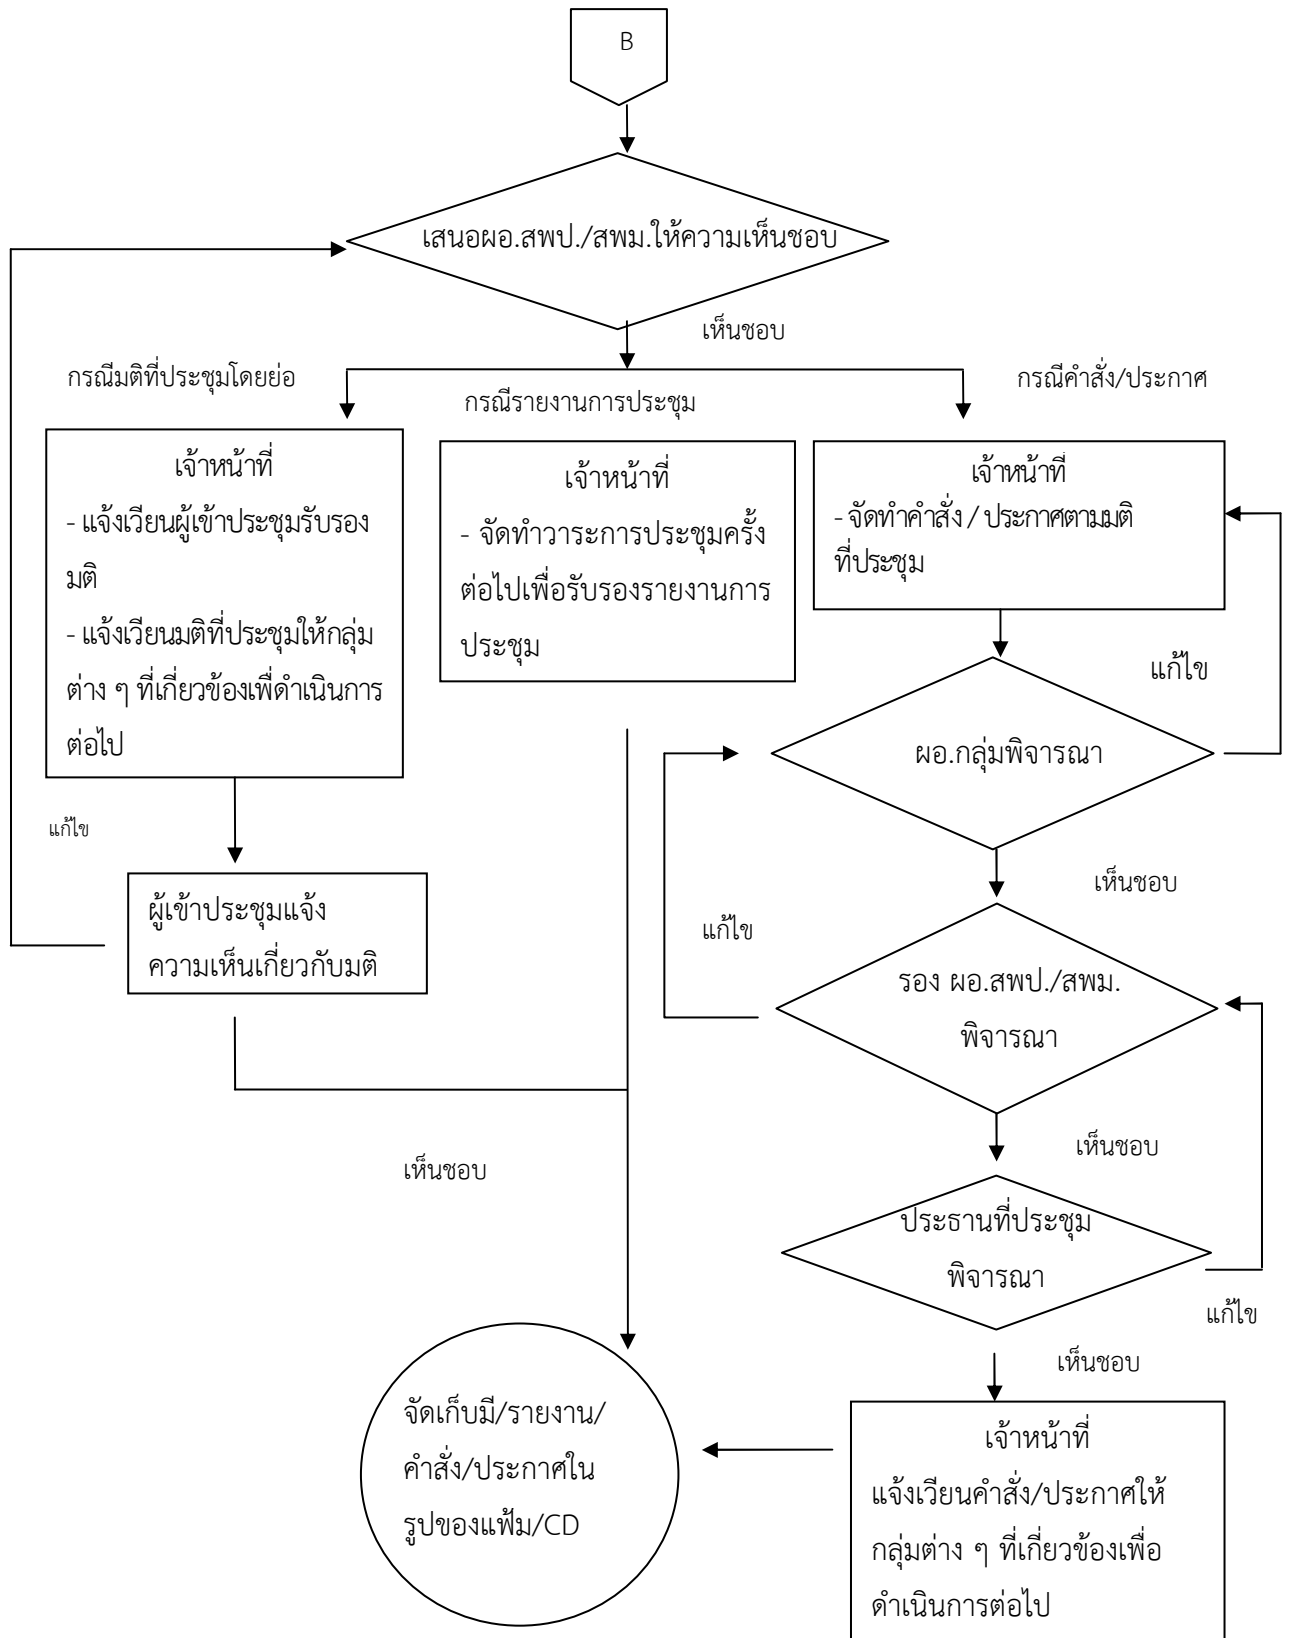 B
เสนอผอ.สพป./สพม.ให้ความเห็นชอบ
เห็นชอบ
กรณีมติที่ประชุมโดยย่อ
กรณีรายงานการประชุม
กรณีคำสั่ง/ประกาศ
เจ้าหน้าที่
- แจ้งเวียนผู้เข้าประชุมรับรอง
มติ
- แจ้งเวียนมติที่ประชุมให้กลุ่ม
ต่าง ๆ ที่เกี่ยวข้องเพื่ดำเนินการ
ต่อไป
เจ้าหน้าที่
- จัดทำวาระการประชุมครั้ง
ต่อไปเพื่อรับรองรายงานการ
ประชุม
เจ้าหน้าที่
- จัดทำคำสั่ง / ประกาศตามมติ
ที่ประชุม
แก้ไข
ผอ.กลุ่มพิจารณา
แก้ไข
ผู้เข้าประชุมแจ้ง
ความเห็นเกี่ยวกับมติ
เห็นชอบ
แก้ไข
รอง ผอ.สพป./สพม.
พิจารณา
เห็นชอบ
เห็นชอบ
ประธานที่ประชุม
พิจารณา
แก้ไข
เห็นชอบ
จัดเก็บมี/รายงาน/
คำสั่ง/ประกาศใน
รูปของแฟ้ม/CD
เจ้าหน้าที่
แจ้งเวียนคำสั่ง/ประกาศให้
กลุ่มต่าง ๆ ที่เกี่ยวข้องเพื่อ
ดำเนินการต่อไป